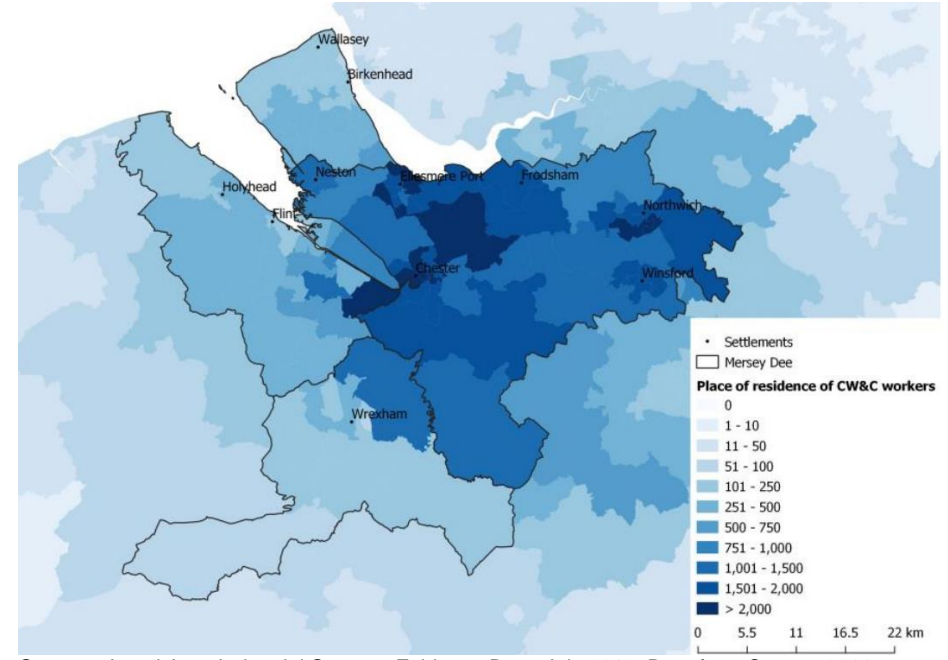 Wallasey
Birkenhead
Neston
Ellesmere Port
Frodsham
Holyhead
Flint
Northwich
Chester
Winsford
Wrexham
Settlements
Mersey Dee
Place of residence of CW&C workers
0
1 - 10
11 - 50
51 - 100
101 - 250
251 - 500
500 - 750
751 - 1,000
1,001 - 1,500
1,501 - 2,000
> 2,000
0 5.5 11 16.5 22 km